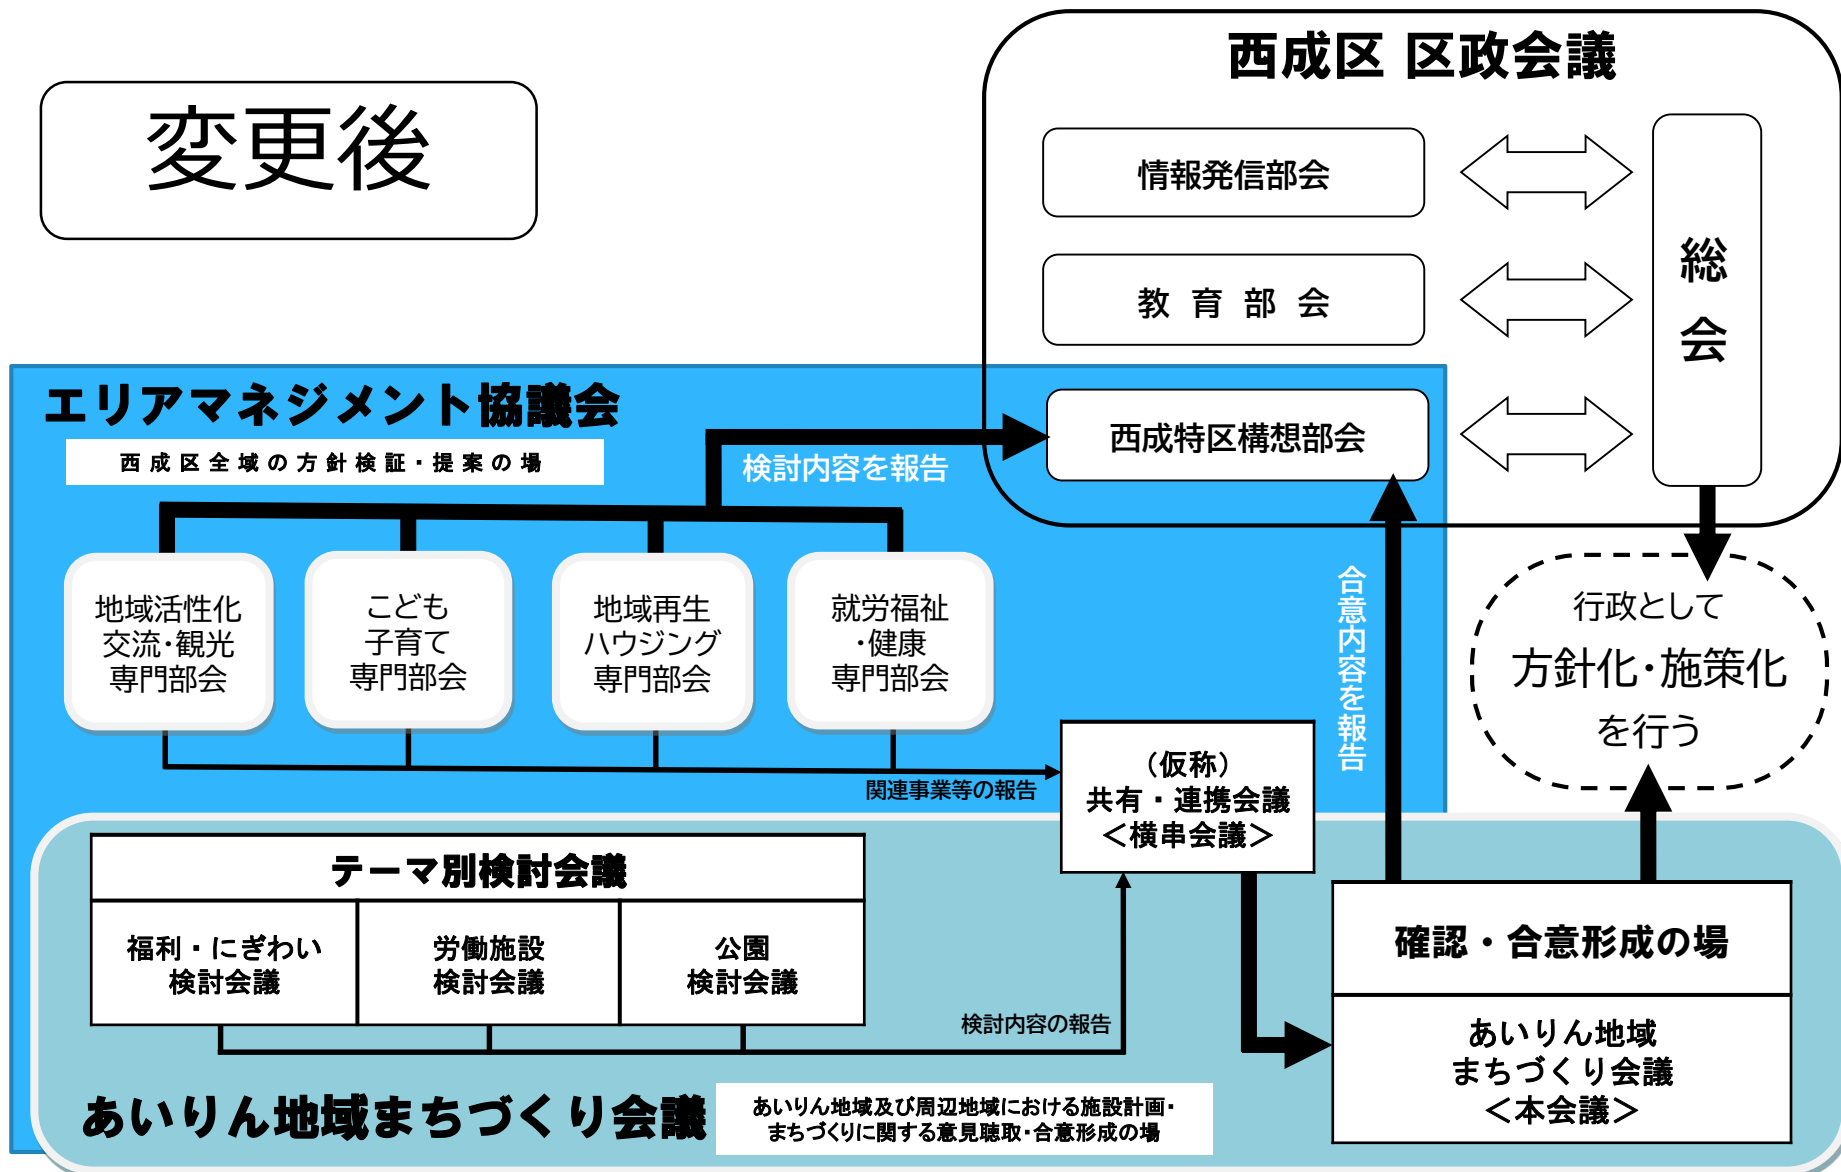 変更後
西成区 区政会議
情報発信部会
教育部会
西成特区構想部会
総会
エリアマネジメント協議会
西成区全域の方針検証・提案の場
検討内容を報告
地域活性化
交流・観光
専門部会
こども
子育て
専門部会
地域再生
ハウジング
専門部会
就労福祉
・健康
専門部会
合意内容を報告
行政として
方針化・施策化
を行う
関連事業等の報告
（仮称）
共有・連携会議
＜横串会議＞
テーマ別検討会議
福利・にぎわい
検討会議
労働施設
検討会議
公園
検討会議
検討内容の報告
確認・合意形成の場
あいりん地域
まちづくり会議
＜本会議＞
あいりん地域まちづくり会議
あいりん地域及び周辺地域における施設計画・
まちづくりに関する意見聴取・合意形成の場